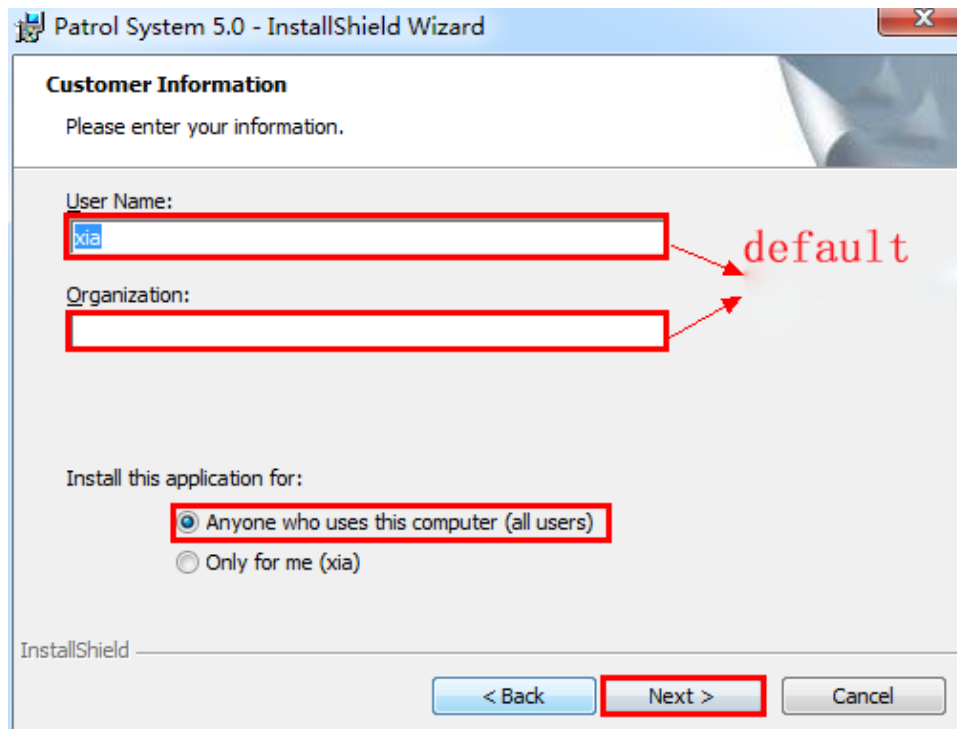 Patrol System 5.0 - InstallShield Wizard
Customer Information
Please enter your information.
User Name:
xia
default
Organization:
Install this application for:
Anyone who uses this computer (all users)
Only for me (xia)
InstallShield
< Back
Next >
Cancel